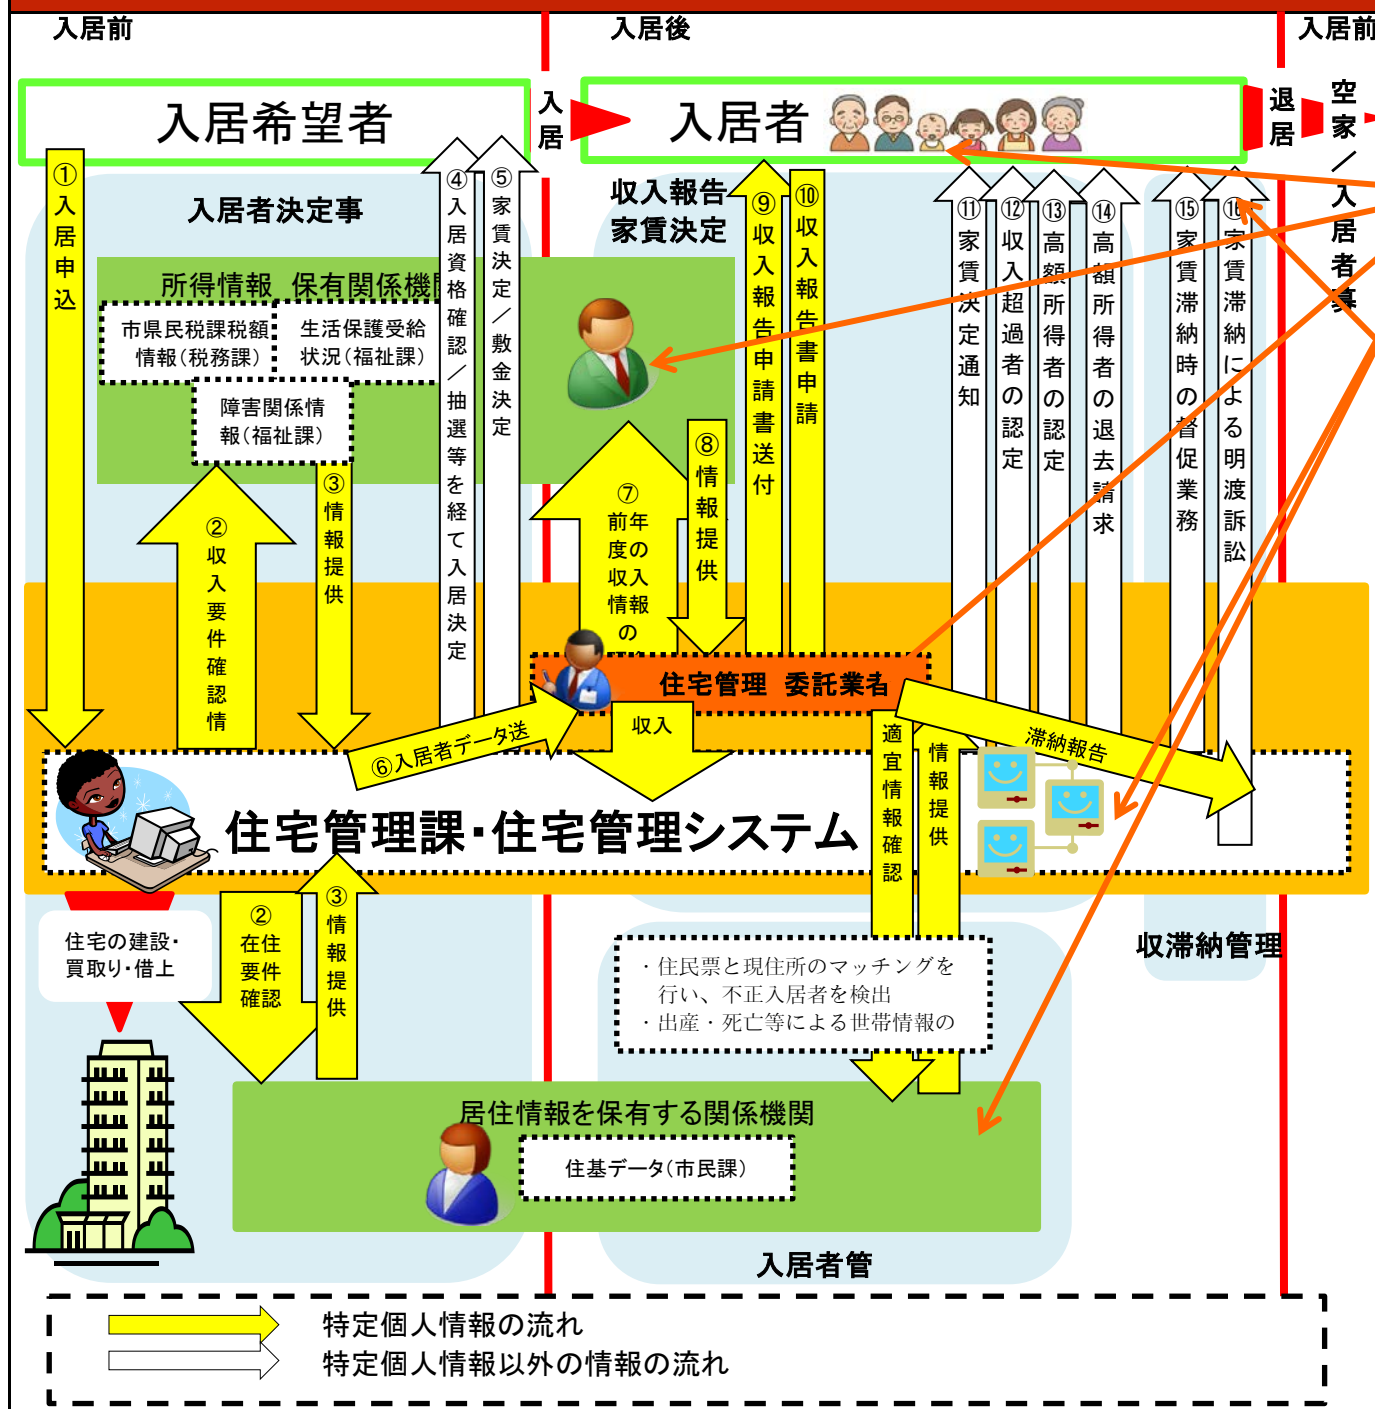 入居前
入居後
入居前
入居希望者
入居
入居者
退居
空家／入居者募
①入居申込
入居者決定事
④入居資格確認／抽選等を経て入居決定
⑤家賃決定／敷金決定
収入報告
家賃決定
⑨収入報告申請書送付
⑩収入報告書申請
⑪家賃決定通知
⑫収入超過者の認定
⑬高額所得者の認定
⑭高額所得者の退去請求
⑮家賃滞納時の督促業務
⑯家賃滞納による明渡訴訟
所得情報 保有関係機関
市県民税課税額
情報(税務課)
生活保護受給
状況(福祉課)
障害関係情
報(福祉課)
②収入要件確認情
③情報提供
⑦
前年
度の
収入
情報
の
⑧情報提供
住宅管理 委託業者
⑥入居者データ送
収入
適宜情報確認
情報提供
滞納報告
住宅管理課・住宅管理システム
住宅の建設・
買取り・借上
②
在住
要件
確認
③情報提供
・住民票と現住所のマッチングを
行い、不正入居者を検出
・出産・死亡等による世帯情報の
収滞納管理
居住情報を保有する関係機関
住基データ(市民課)
入居者管
特定個人情報の流れ
特定個人情報以外の情報の流れ